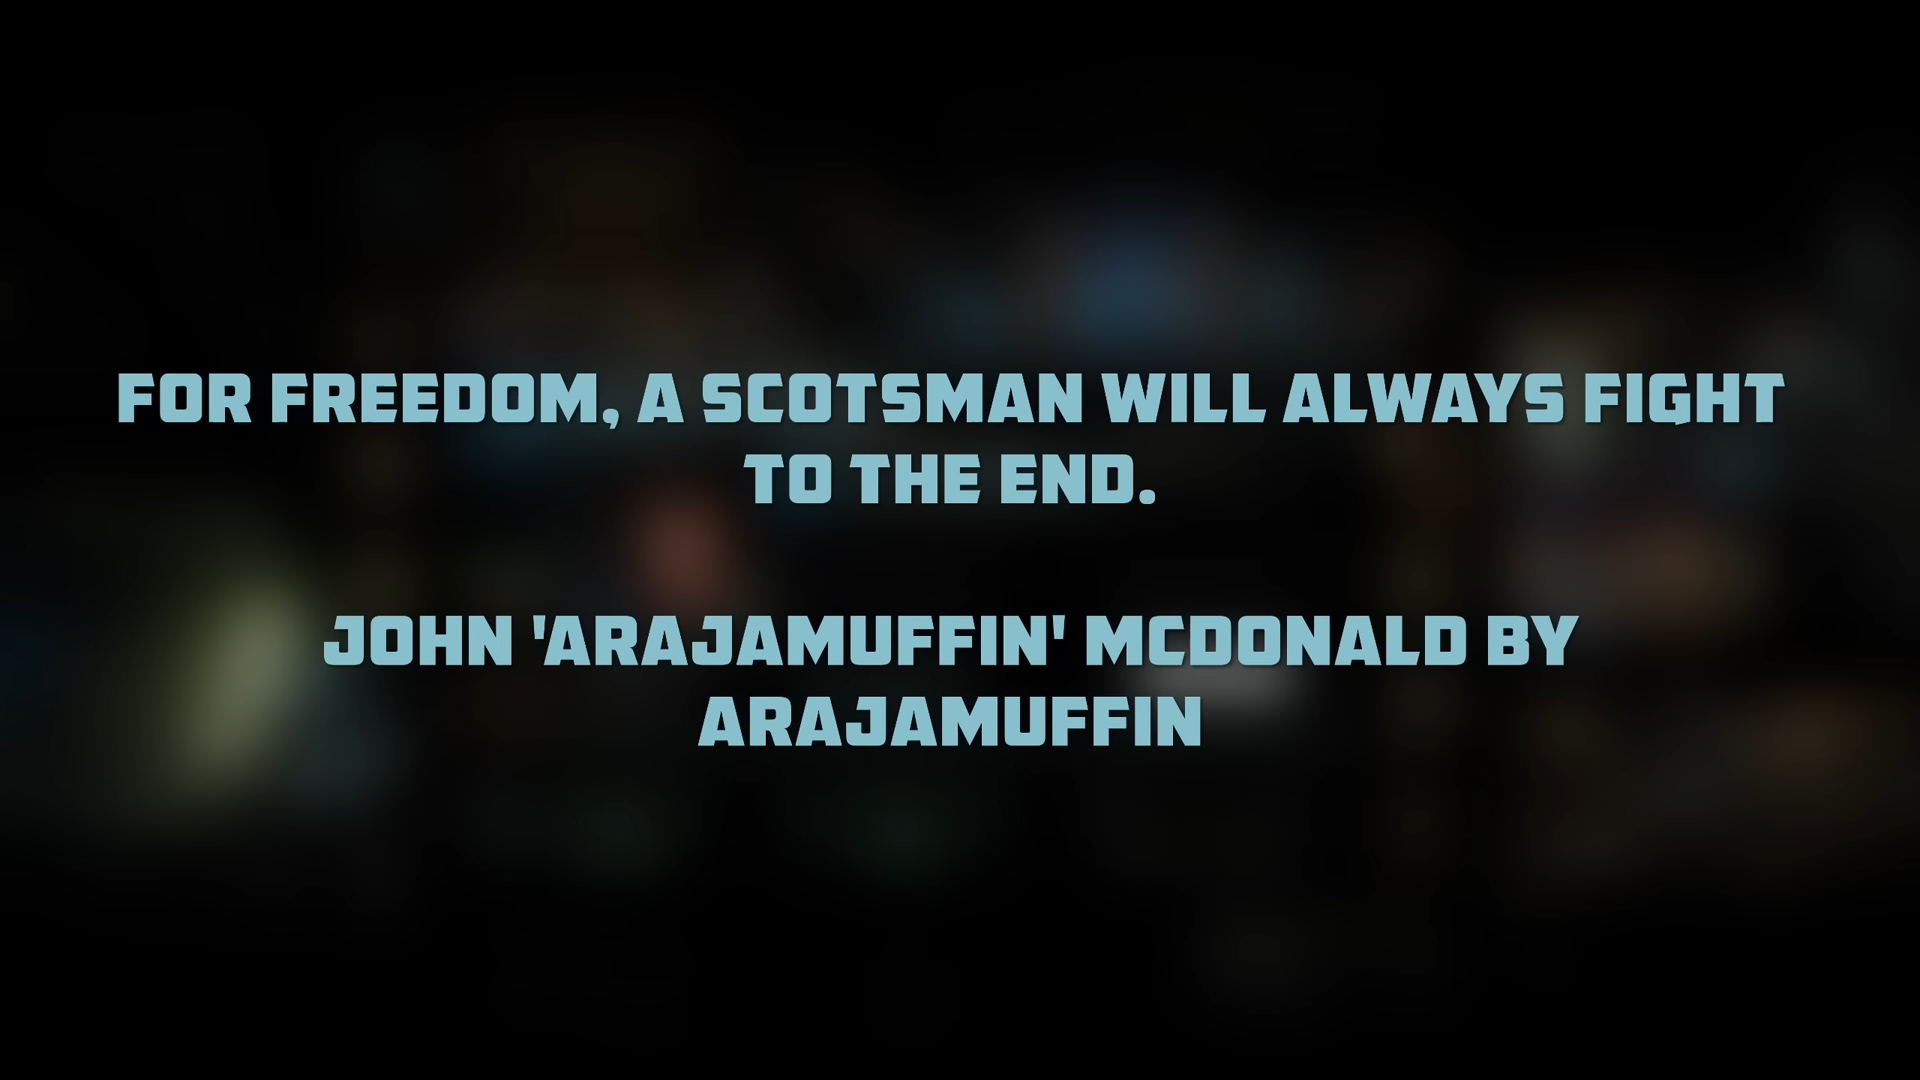 FOR FREEDOM, A SCOTSMAN WILL ALWAYS FIGHT
TO THE END.
JOHN 'ARAJAMUFFIN' MCDONALD BY
ARAJAMUFFIN